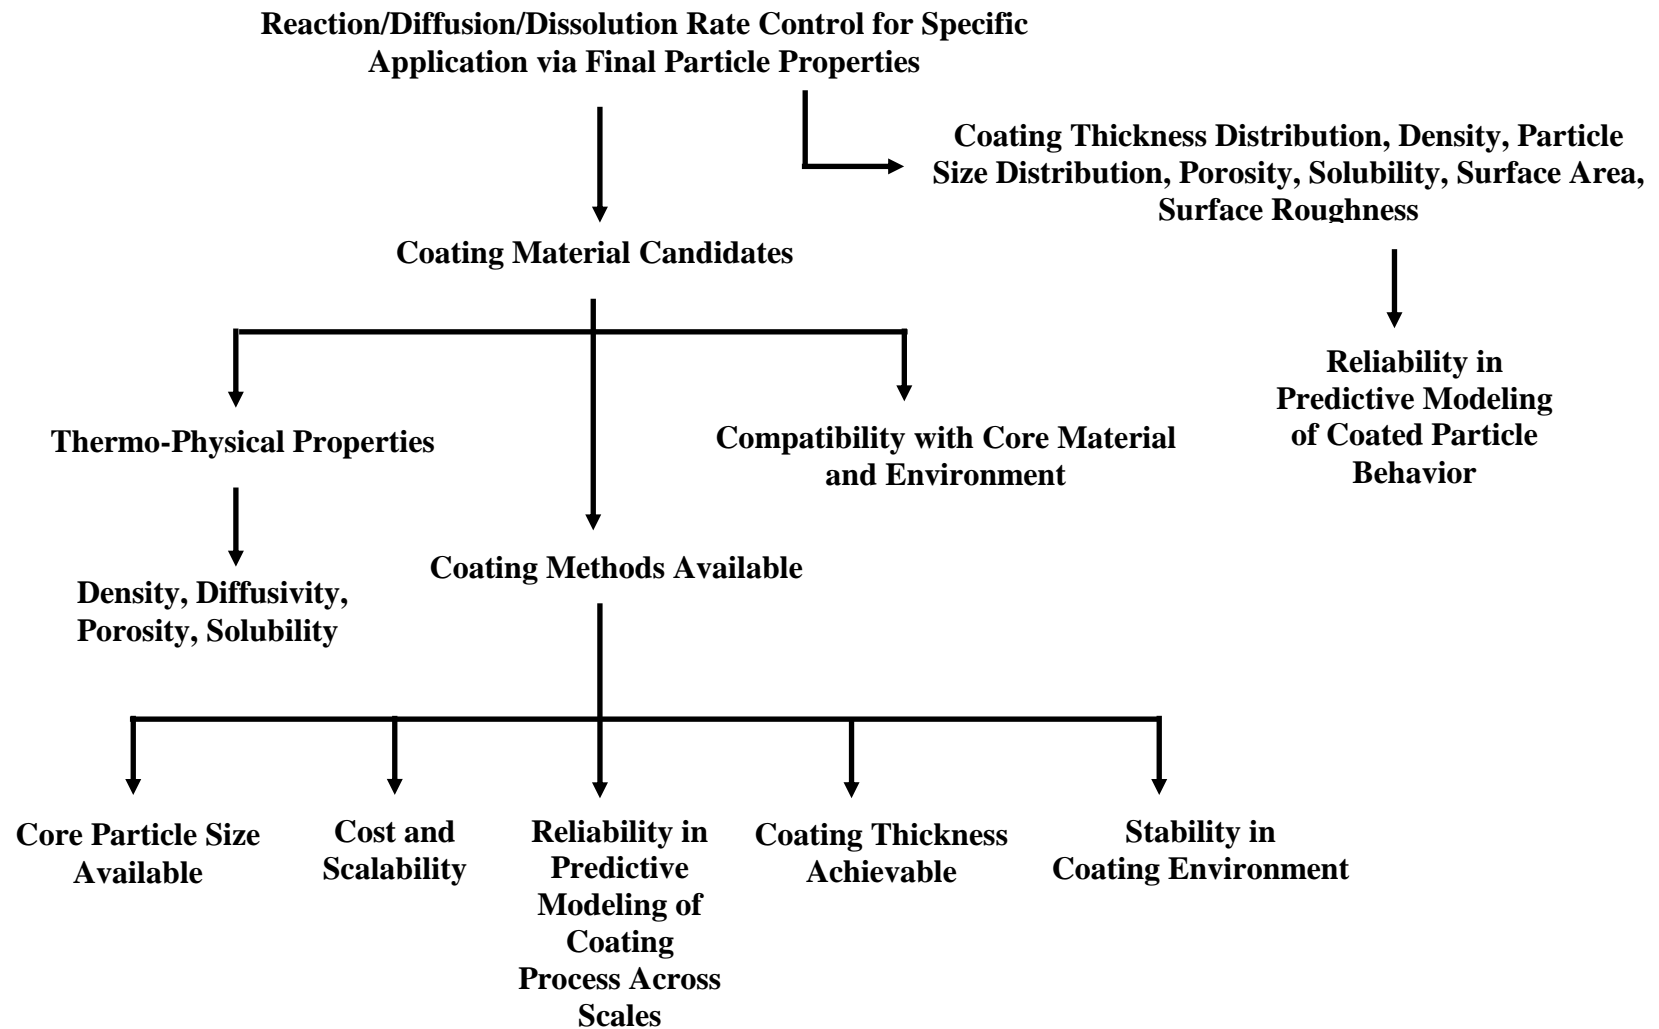 Reaction/Diffusion/Dissolution Rate Control for Specific
Application via Final Particle Properties
Coating Thickness Distribution, Density, Particle
Size Distribution, Porosity, Solubility, Surface Area,
Surface Roughness
Coating Material Candidates
Reliability in
Predictive Modeling
of Coated Particle
Behavior
Thermo-Physical Properties
Compatibility with Core Material
and Environment
Coating Methods Available
Density, Diffusivity,
Porosity, Solubility
Core Particle Size
Available
Cost and
Scalability
Reliability in
Predictive
Modeling of
Coating
Process Across
Scales
Coating Thickness
Achievable
Stability in
Coating Environment